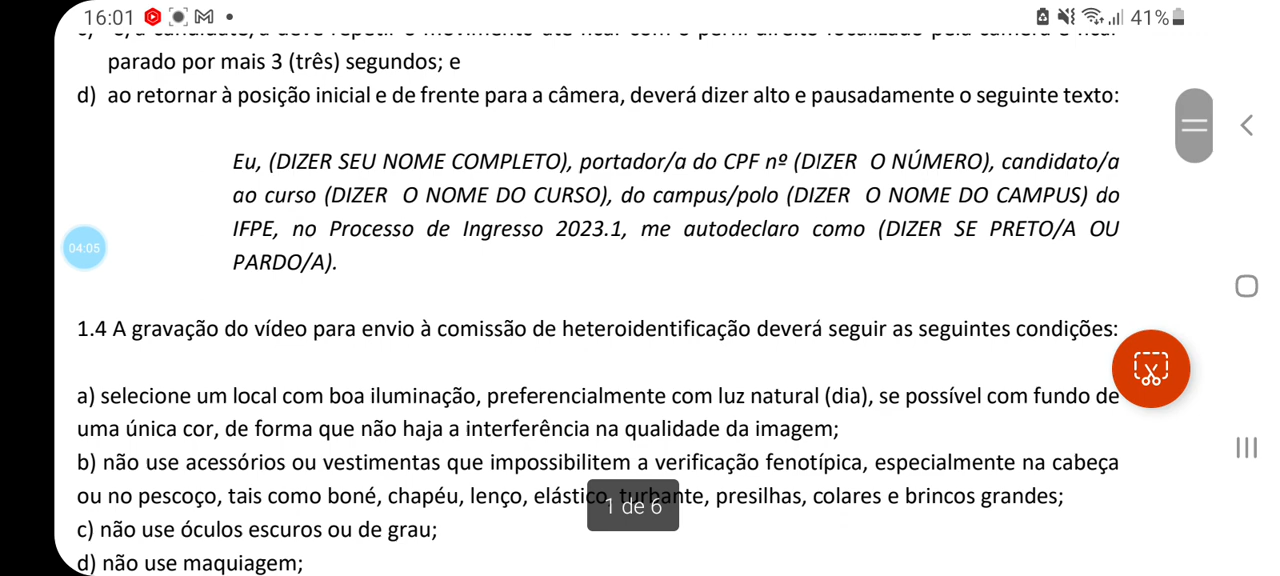 16:01
41%
parado por mais 3 (três) segundos; e
d) ao retornar à posição inicial e de frente para a câmera, deverá dizer alto e pausadamente o seguinte texto:
Eu, (DIZER SEU NOME COMPLETO), portador/a do CPF nº (DIZER O NÚMERO), candidato/a
ao curso (DIZER O NOME DO CURSO), do campus/polo (DIZER O NOME DO CAMPUS) do
IFPE, no Processo de Ingresso 2023.1, me autodeclaro como (DIZER SE PRETO/A OU
PARDO/A).
04:05
1.4 A gravação do vídeo para envio à comissão de heteroidentificação deverá seguir as seguintes condições:
a) selecione um local com boa iluminação, preferencialmente com luz natural (dia), se possível com fundo de
uma única cor, de forma que não haja a interferência na qualidade da imagem;
b) não use acessórios ou vestimentas que impossibilitem a verificação fenotípica, especialmente na cabeça
ou no pescoço, tais como boné, chapéu, lenço, elástico, turbante, presilhas, colares e brincos grandes;
1 de 6
c) não use óculos escuros ou de grau;
d) não use maquiagem;